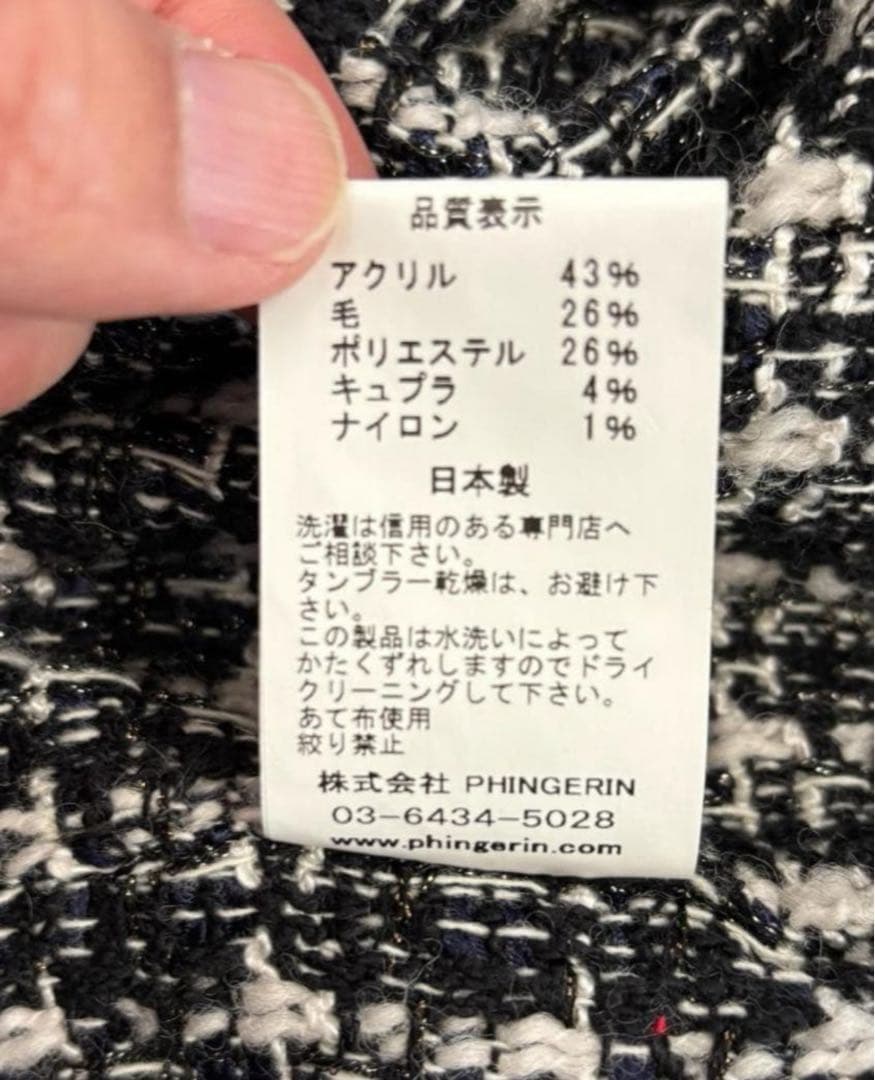 品質表示
アクリル 43%
毛 26%
ポリエステル 26%
キュプラ 4%
ナイロン 1%
日本製
洗濯は信用のある専門店へ
ご相談下さい。
タンブラー乾燥は、お避け下
さい。
この製品は水洗いによって
かたくずれしますのでドライ
クリーニングして下さい。
あて布使用
絞り禁止
株式会社 PHINGERIN
03-6434-5028
www.phingerin.com